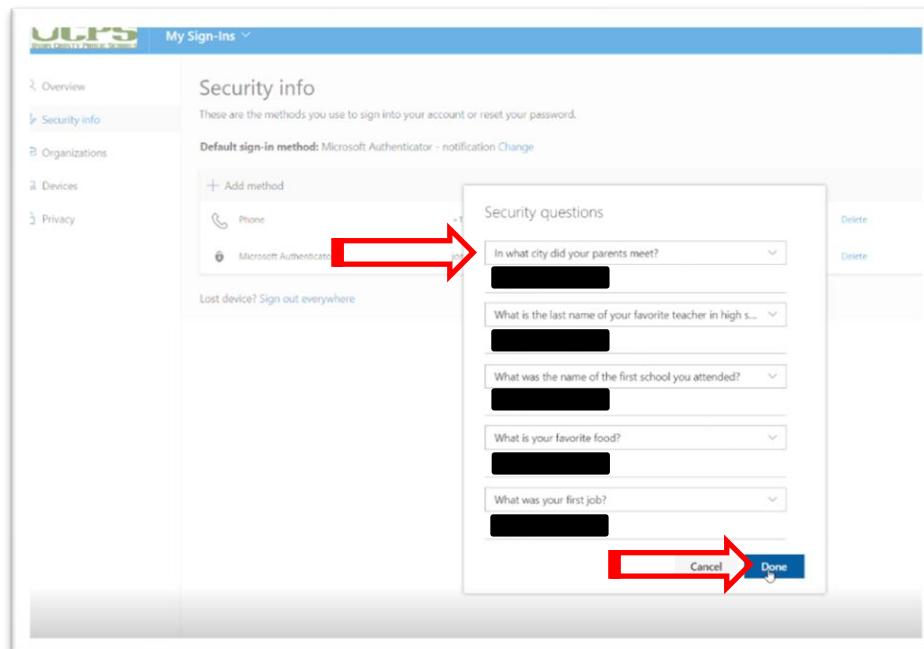 My Sign-Ins
Overview
Security info
Security info
These are the methods you use to sign into your account or reset your password.
Organizations
Default sign-in method: Microsoft Authenticator - notification Change
Devices
Add method
Privacy
Phone
Delete
Microsoft Authenticato
Delete
Lost device? Sign out everywhere
Security questions
In what city did your parents meet?
What is the last name of your favorite teacher in high s...
What was the name of the first school you attended?
What is your favorite food?
What was your first job?
Cancel
Done